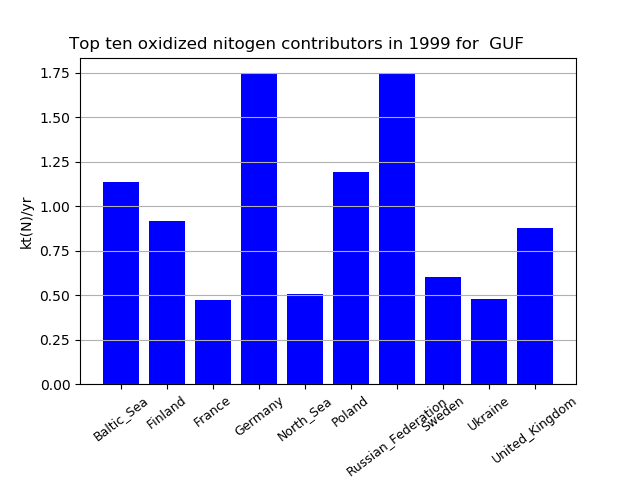 Top ten oxidized nitogen contributors in 1999 for  GUF
kt(N)/yr
1.75
1.50
1.25
1.00
0.75
0.50
0.25
0.00
Baltic_Sea
Finland
France
Germany
North_Sea
Poland
Russian_Federation
Sweden
Ukraine
United_Kingdom